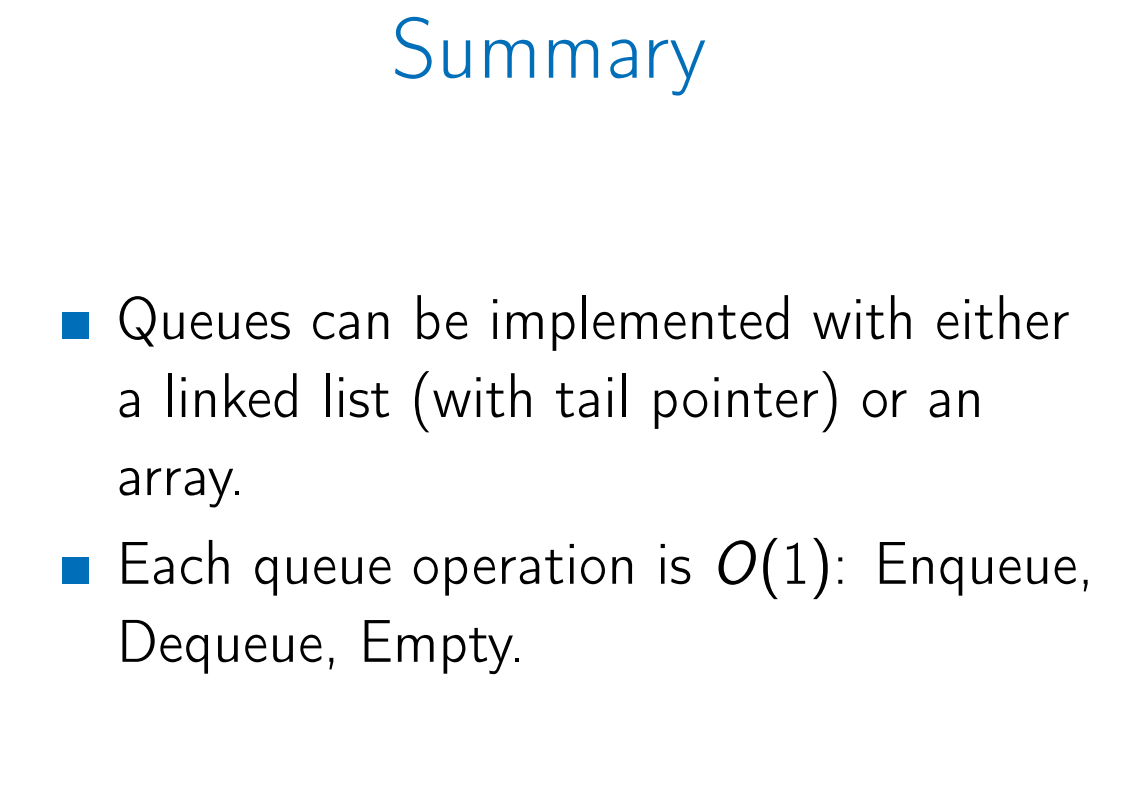 Summary
Queues can be implemented with either
a linked list (with tail pointer) or an
array.
Each queue operation is O(1): Enqueue,
Dequeue, Empty.